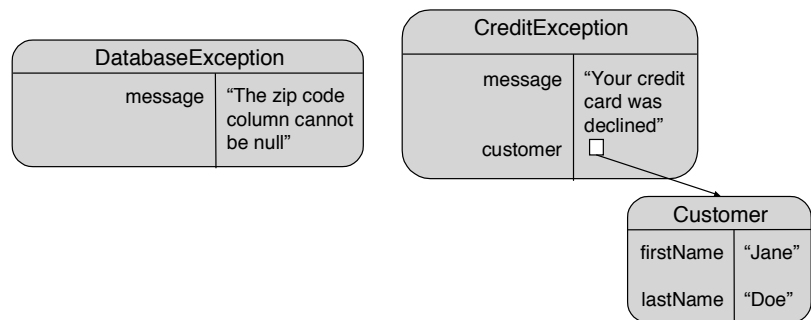 DatabaseException
message
“The zip code
column cannot
be null”
CreditException
message
“Your credit
card was
declined”
customer
Customer
firstName
“Jane”
lastName
“Doe”